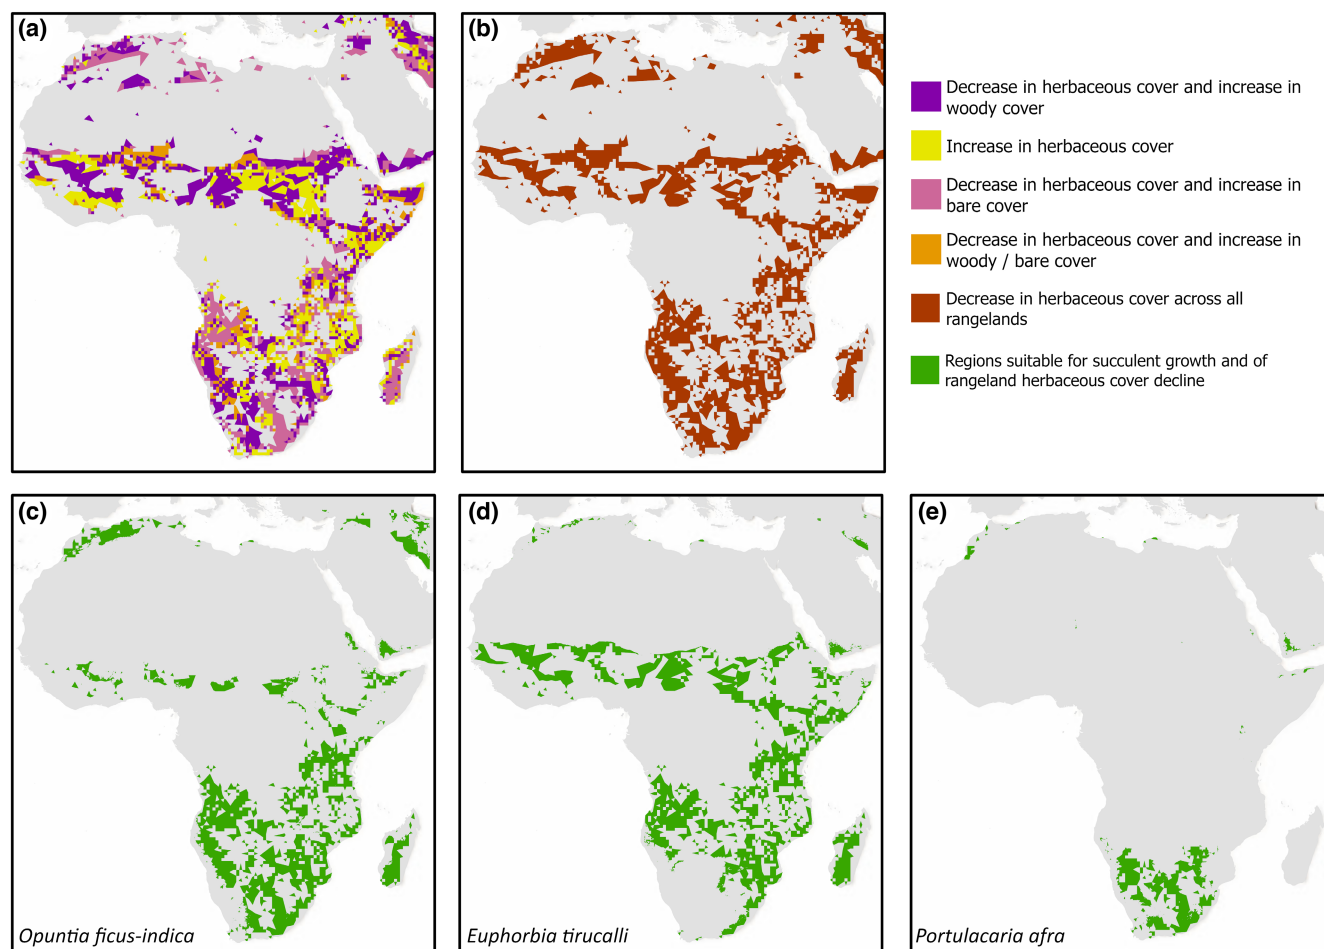 (a)
(b)
Decrease in herbaceous cover and increase in
woody cover
Increase in herbaceous cover
Decrease in herbaceous cover and increase in
bare cover
Decrease in herbaceous cover and increase in
woody / bare cover
Decrease in herbaceous cover across all
rangelands
Regions suitable for succulent growth and of
rangeland herbaceous cover decline
(c)
(d)
(e)
Opuntia ficus-indica
Euphorbia tirucalli
Portulacaria afra